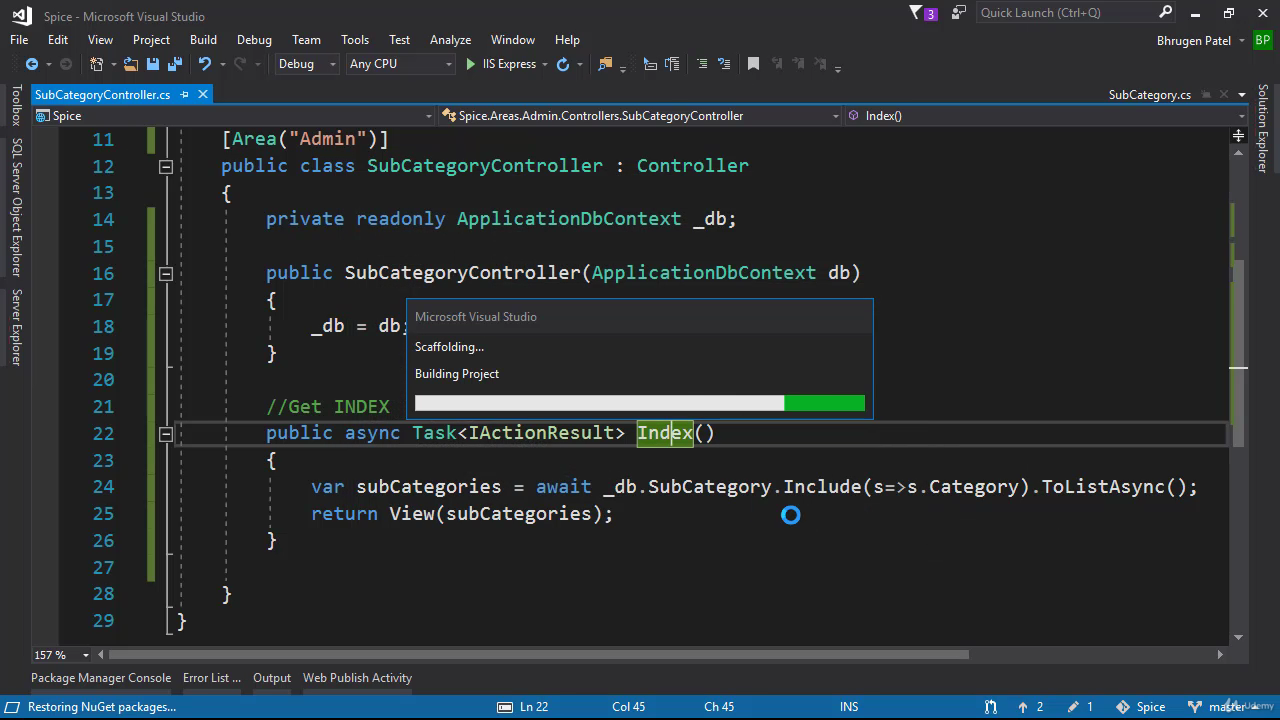 Spice - Microsoft Visual Studio
3
Quick Launch (Ctrl+Q)
File Edit View Project Build Debug Team Tools Test Analyze Window Help
Bhrugen Patel BP
Debug Any CPU IIS Express
SubCategoryController.cs
SubCategory.cs
Spice
Spice.Areas.Admin.Controllers.SubCategoryController
Index()
Toolbox
SQL Server Object Explorer
Server Explorer
Solution Explorer
11 [Area("Admin")]
12 public class SubCategoryController : Controller
13 {
14 private readonly ApplicationDbContext _db;
15
16 public SubCategoryController(ApplicationDbContext db)
17 {
18 _db = db;
19 }
20
21 //Get INDEX
22 public async Task<IActionResult> Index()
23 {
24 var subCategories = await _db.SubCategory.Include(s=>s.Category).ToListAsync();
25 return View(subCategories);
26 }
27
28 }
29 }
Microsoft Visual Studio
Scaffolding...
Building Project
157 %
Package Manager Console Error List ... Output Web Publish Activity
Restoring NuGet packages... Ln 22 Col 45 Ch 45 INS 2 1 Spice master
Udemy